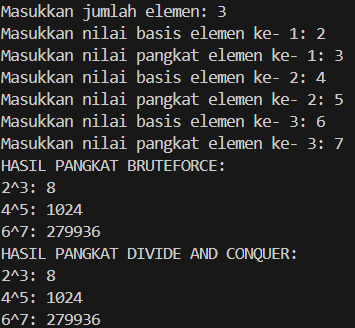 Masukkan jumlah elemen: 3
Masukkan nilai basis elemen ke- 1: 2
Masukkan nilai pangkat elemen ke- 1: 3
Masukkan nilai basis elemen ke- 2: 4
Masukkan nilai pangkat elemen ke- 2: 5
Masukkan nilai basis elemen ke- 3: 6
Masukkan nilai pangkat elemen ke- 3: 7
HASIL PANGKAT BRUTEFORCE:
2^3: 8
4^5: 1024
6^7: 279936
HASIL PANGKAT DIVIDE AND CONQUER:
2^3: 8
4^5: 1024
6^7: 279936